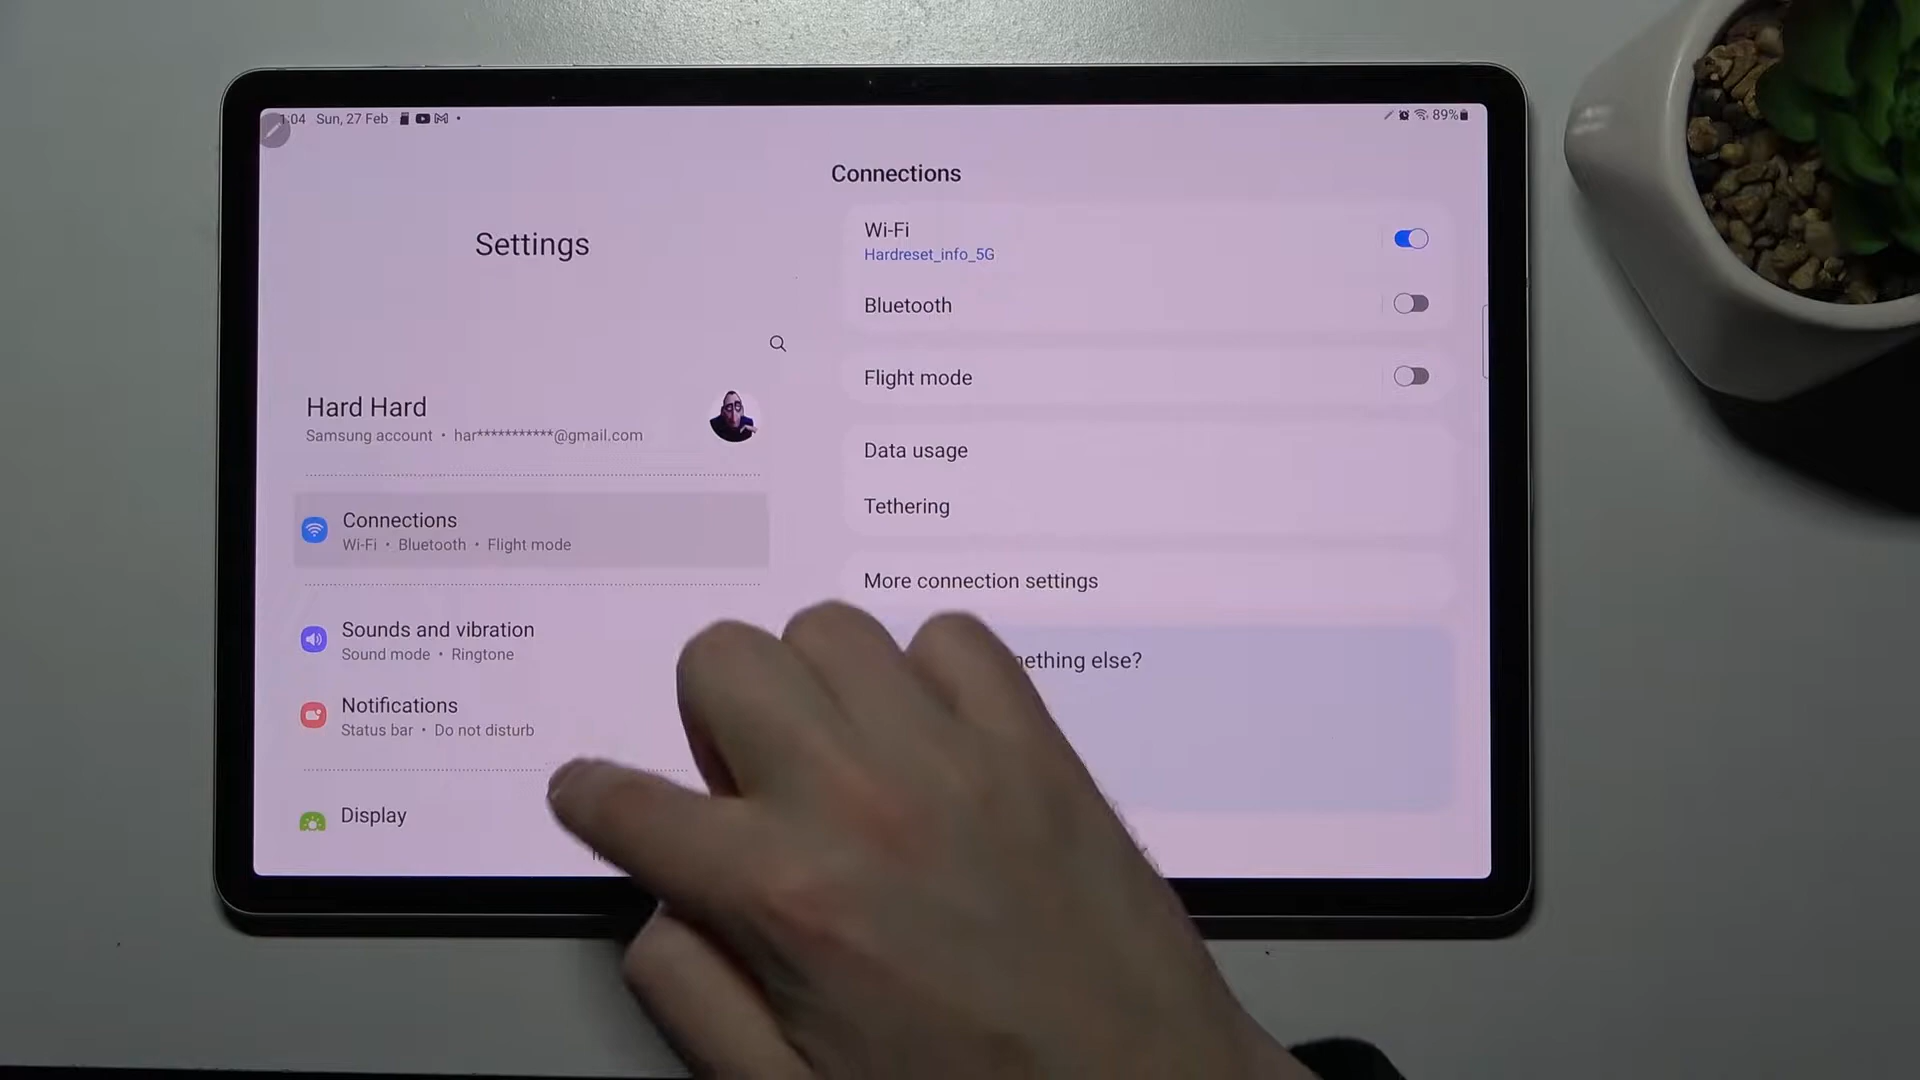 1:04 Sun, 27 Feb
89%
Connections
Settings
Wi-Fi
Hardreset_info_5G
Bluetooth
Flight mode
Hard Hard
Samsung account • har***********@gmail.com
Data usage
Tethering
Connections
Wi-Fi • Bluetooth • Flight mode
More connection settings
Sounds and vibration
Sound mode • Ringtone
else?
Notifications
Status bar • Do not disturb
Display